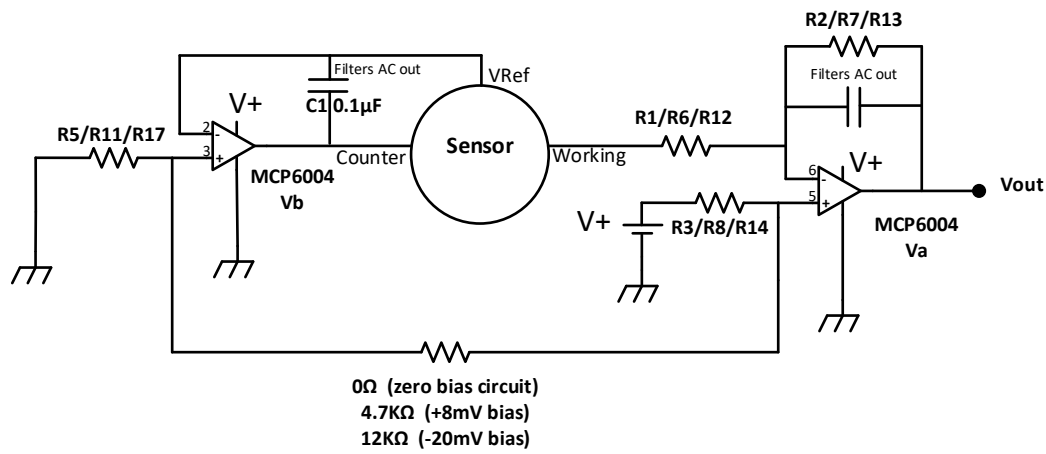 R2/R7/R13
Filters AC out
Filters AC out
VRef
C1 0.1µF
V+
R5/R11/R17
2
-
3
+
Counter
Sensor
Working
R1/R6/R12
MCP6004
Vb
V+
6
-
5
+
Vout
V+
R3/R8/R14
MCP6004
Va
0Ω (zero bias circuit)
4.7KΩ (+8mV bias)
12KΩ (-20mV bias)